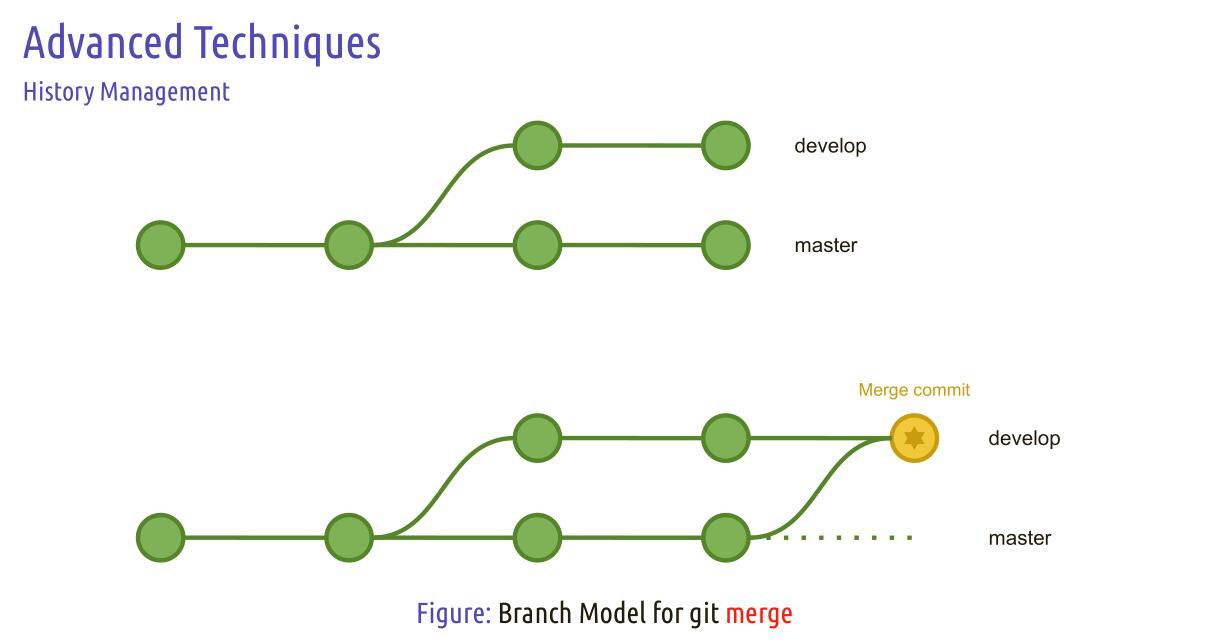 Advanced Techniques
History Management
develop
master
Merge commit
develop
master
Figure: Branch Model for git merge